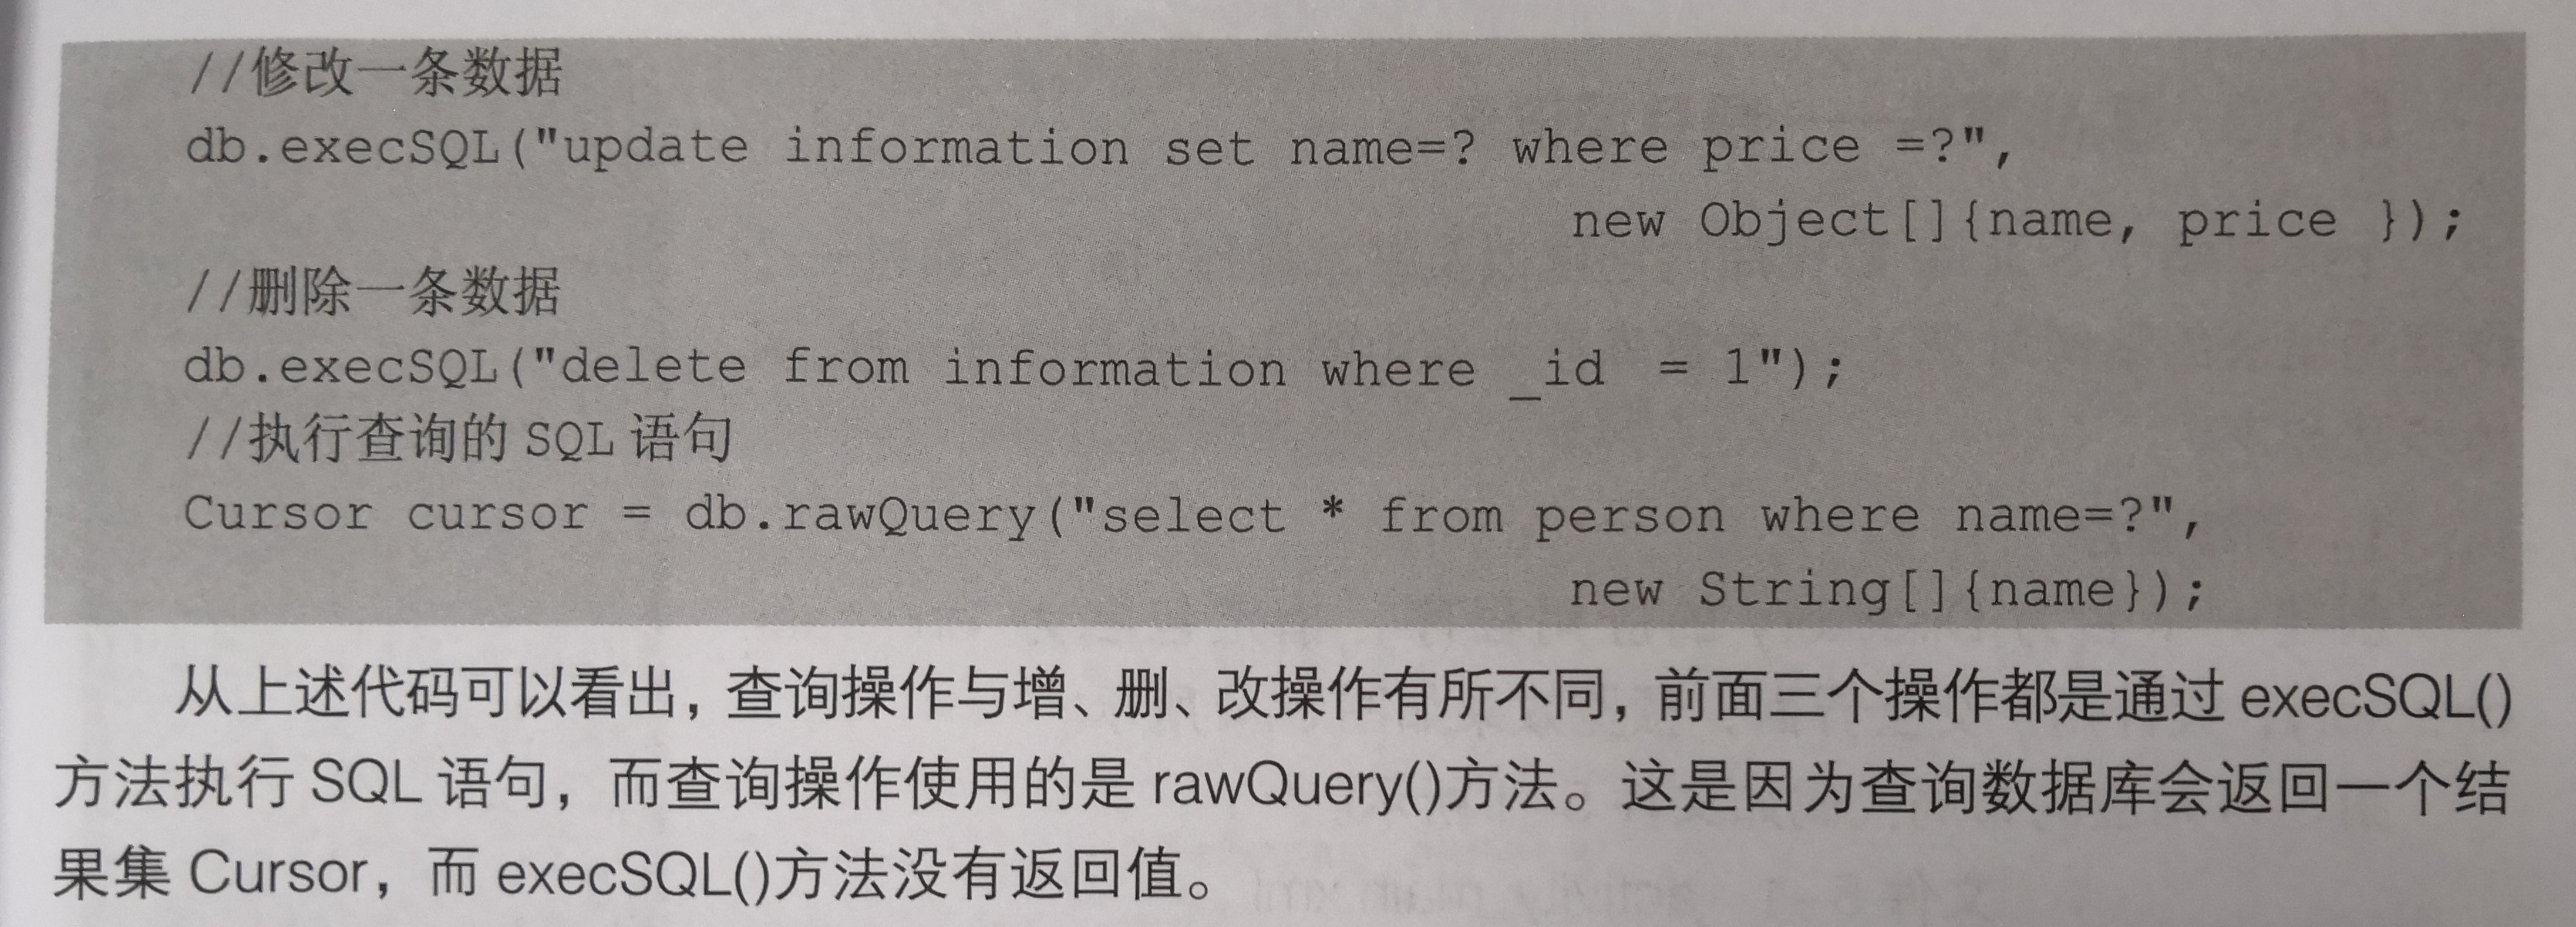 //修改一条数据
db.execSQL("update information set name=? where price =?",
new Object[]{name, price });
//删除一条数据
db.execSQL("delete from information where _id = 1");
//执行查询的 SQL 语句
Cursor cursor = db.rawQuery("select * from person where name=?",
new String[]{name});
从上述代码可以看出，查询操作与增、删、改操作有所不同，前面三个操作都是通过 execSQL()
方法执行 SQL 语句，而查询操作使用的是 rawQuery()方法。这是因为查询数据库会返回一个结
果集 Cursor，而 execSQL()方法没有返回值。